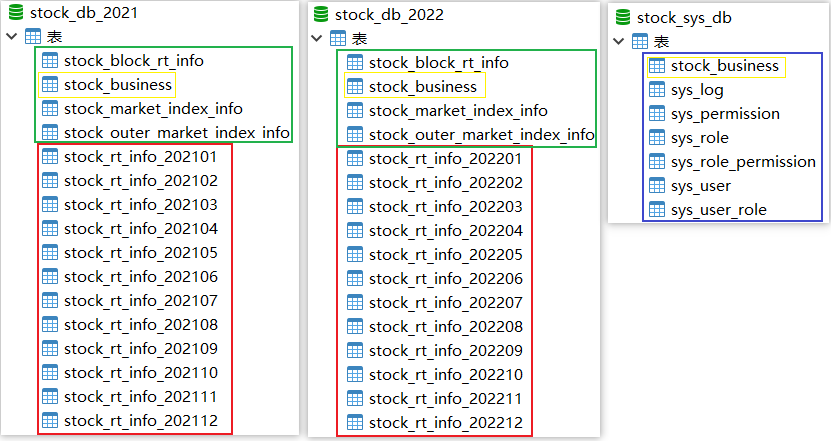 stock_db_2021
表
stock_block_rt_info
stock_business
stock_market_index_info
stock_outer_market_index_info
stock_rt_info_202101
stock_rt_info_202102
stock_rt_info_202103
stock_rt_info_202104
stock_rt_info_202105
stock_rt_info_202106
stock_rt_info_202107
stock_rt_info_202108
stock_rt_info_202109
stock_rt_info_202110
stock_rt_info_202111
stock_rt_info_202112
stock_db_2022
表
stock_block_rt_info
stock_business
stock_market_index_info
stock_outer_market_index_info
stock_rt_info_202201
stock_rt_info_202202
stock_rt_info_202203
stock_rt_info_202204
stock_rt_info_202205
stock_rt_info_202206
stock_rt_info_202207
stock_rt_info_202208
stock_rt_info_202209
stock_rt_info_202210
stock_rt_info_202211
stock_rt_info_202212
stock_sys_db
表
stock_business
sys_log
sys_permission
sys_role
sys_role_permission
sys_user
sys_user_role